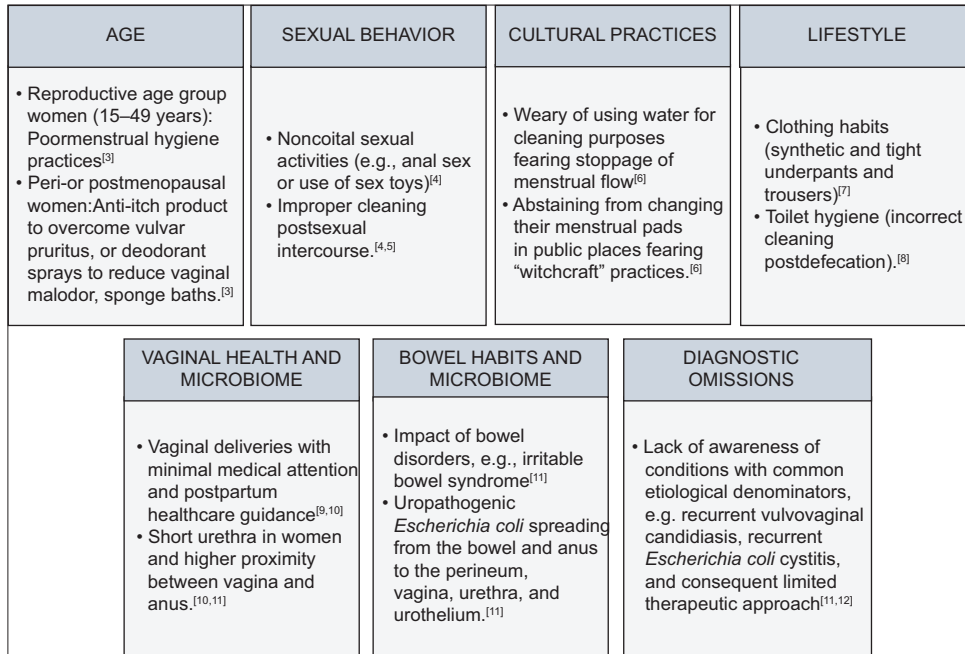 AGE
• Reproductive age group
women (15–49 years):
Poormenstrual hygiene
practices[3]
• Peri-or postmenopausal
women:Anti-itch product
to overcome vulvar
pruritus, or deodorant
sprays to reduce vaginal
malodor, sponge baths.[3]
SEXUAL BEHAVIOR
• Noncoital sexual
activities (e.g., anal sex
or use of sex toys)[4]
• Improper cleaning
postsexual
intercourse.[4,5]
CULTURAL PRACTICES
• Weary of using water for
cleaning purposes
fearing stoppage of
menstrual flow[6]
• Abstaining from changing
their menstrual pads
in public places fearing
“witchcraft” practices.[6]
LIFESTYLE
• Clothing habits
(synthetic and tight
underpants and
trousers)[7]
• Toilet hygiene (incorrect
cleaning
postdefecation).[8]
VAGINAL HEALTH AND
MICROBIOME
• Vaginal deliveries with
minimal medical attention
and postpartum
healthcare guidance[9,10]
• Short urethra in women
and higher proximity
between vagina and
anus.[10,11]
BOWEL HABITS AND
MICROBIOME
• Impact of bowel
disorders, e.g., irritable
bowel syndrome[11]
• Uropathogenic
Escherichia coli spreading
from the bowel and anus
to the perineum,
vagina, urethra, and
urothelium.[11]
DIAGNOSTIC
OMISSIONS
• Lack of awareness of
conditions with common
etiological denominators,
e.g. recurrent vulvovaginal
candidiasis, recurrent
Escherichia coli cystitis,
and consequent limited
therapeutic approach[11,12]